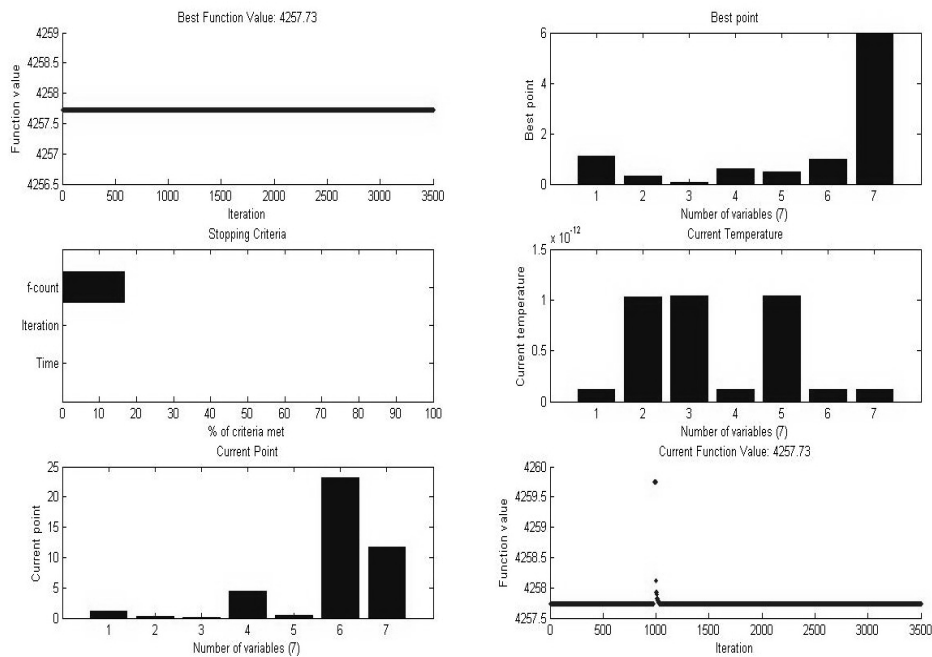 Best Function Value: 4257.73
4259
4258.5
4258
4257.5
4257
4256.5
Function value
0 500 1000 1500 2000 2500 3000 3500
Iteration
Best point
6
4
2
0
Best point
1 2 3 4 5 6 7
Number of variables (7)
Stopping Criteria
f-count
Iteration
Time
0 10 20 30 40 50 60 70 80 90 100
% of criteria met
Current Temperature
x 10^-12
1.5
1
0.5
0
Current temperature
1 2 3 4 5 6 7
Number of variables (7)
Current Point
25
20
15
10
5
0
Current point
1 2 3 4 5 6 7
Number of variables (7)
Current Function Value: 4257.73
4260
4259.5
4259
4258.5
4258
4257.5
Function value
0 500 1000 1500 2000 2500 3000 3500
Iteration